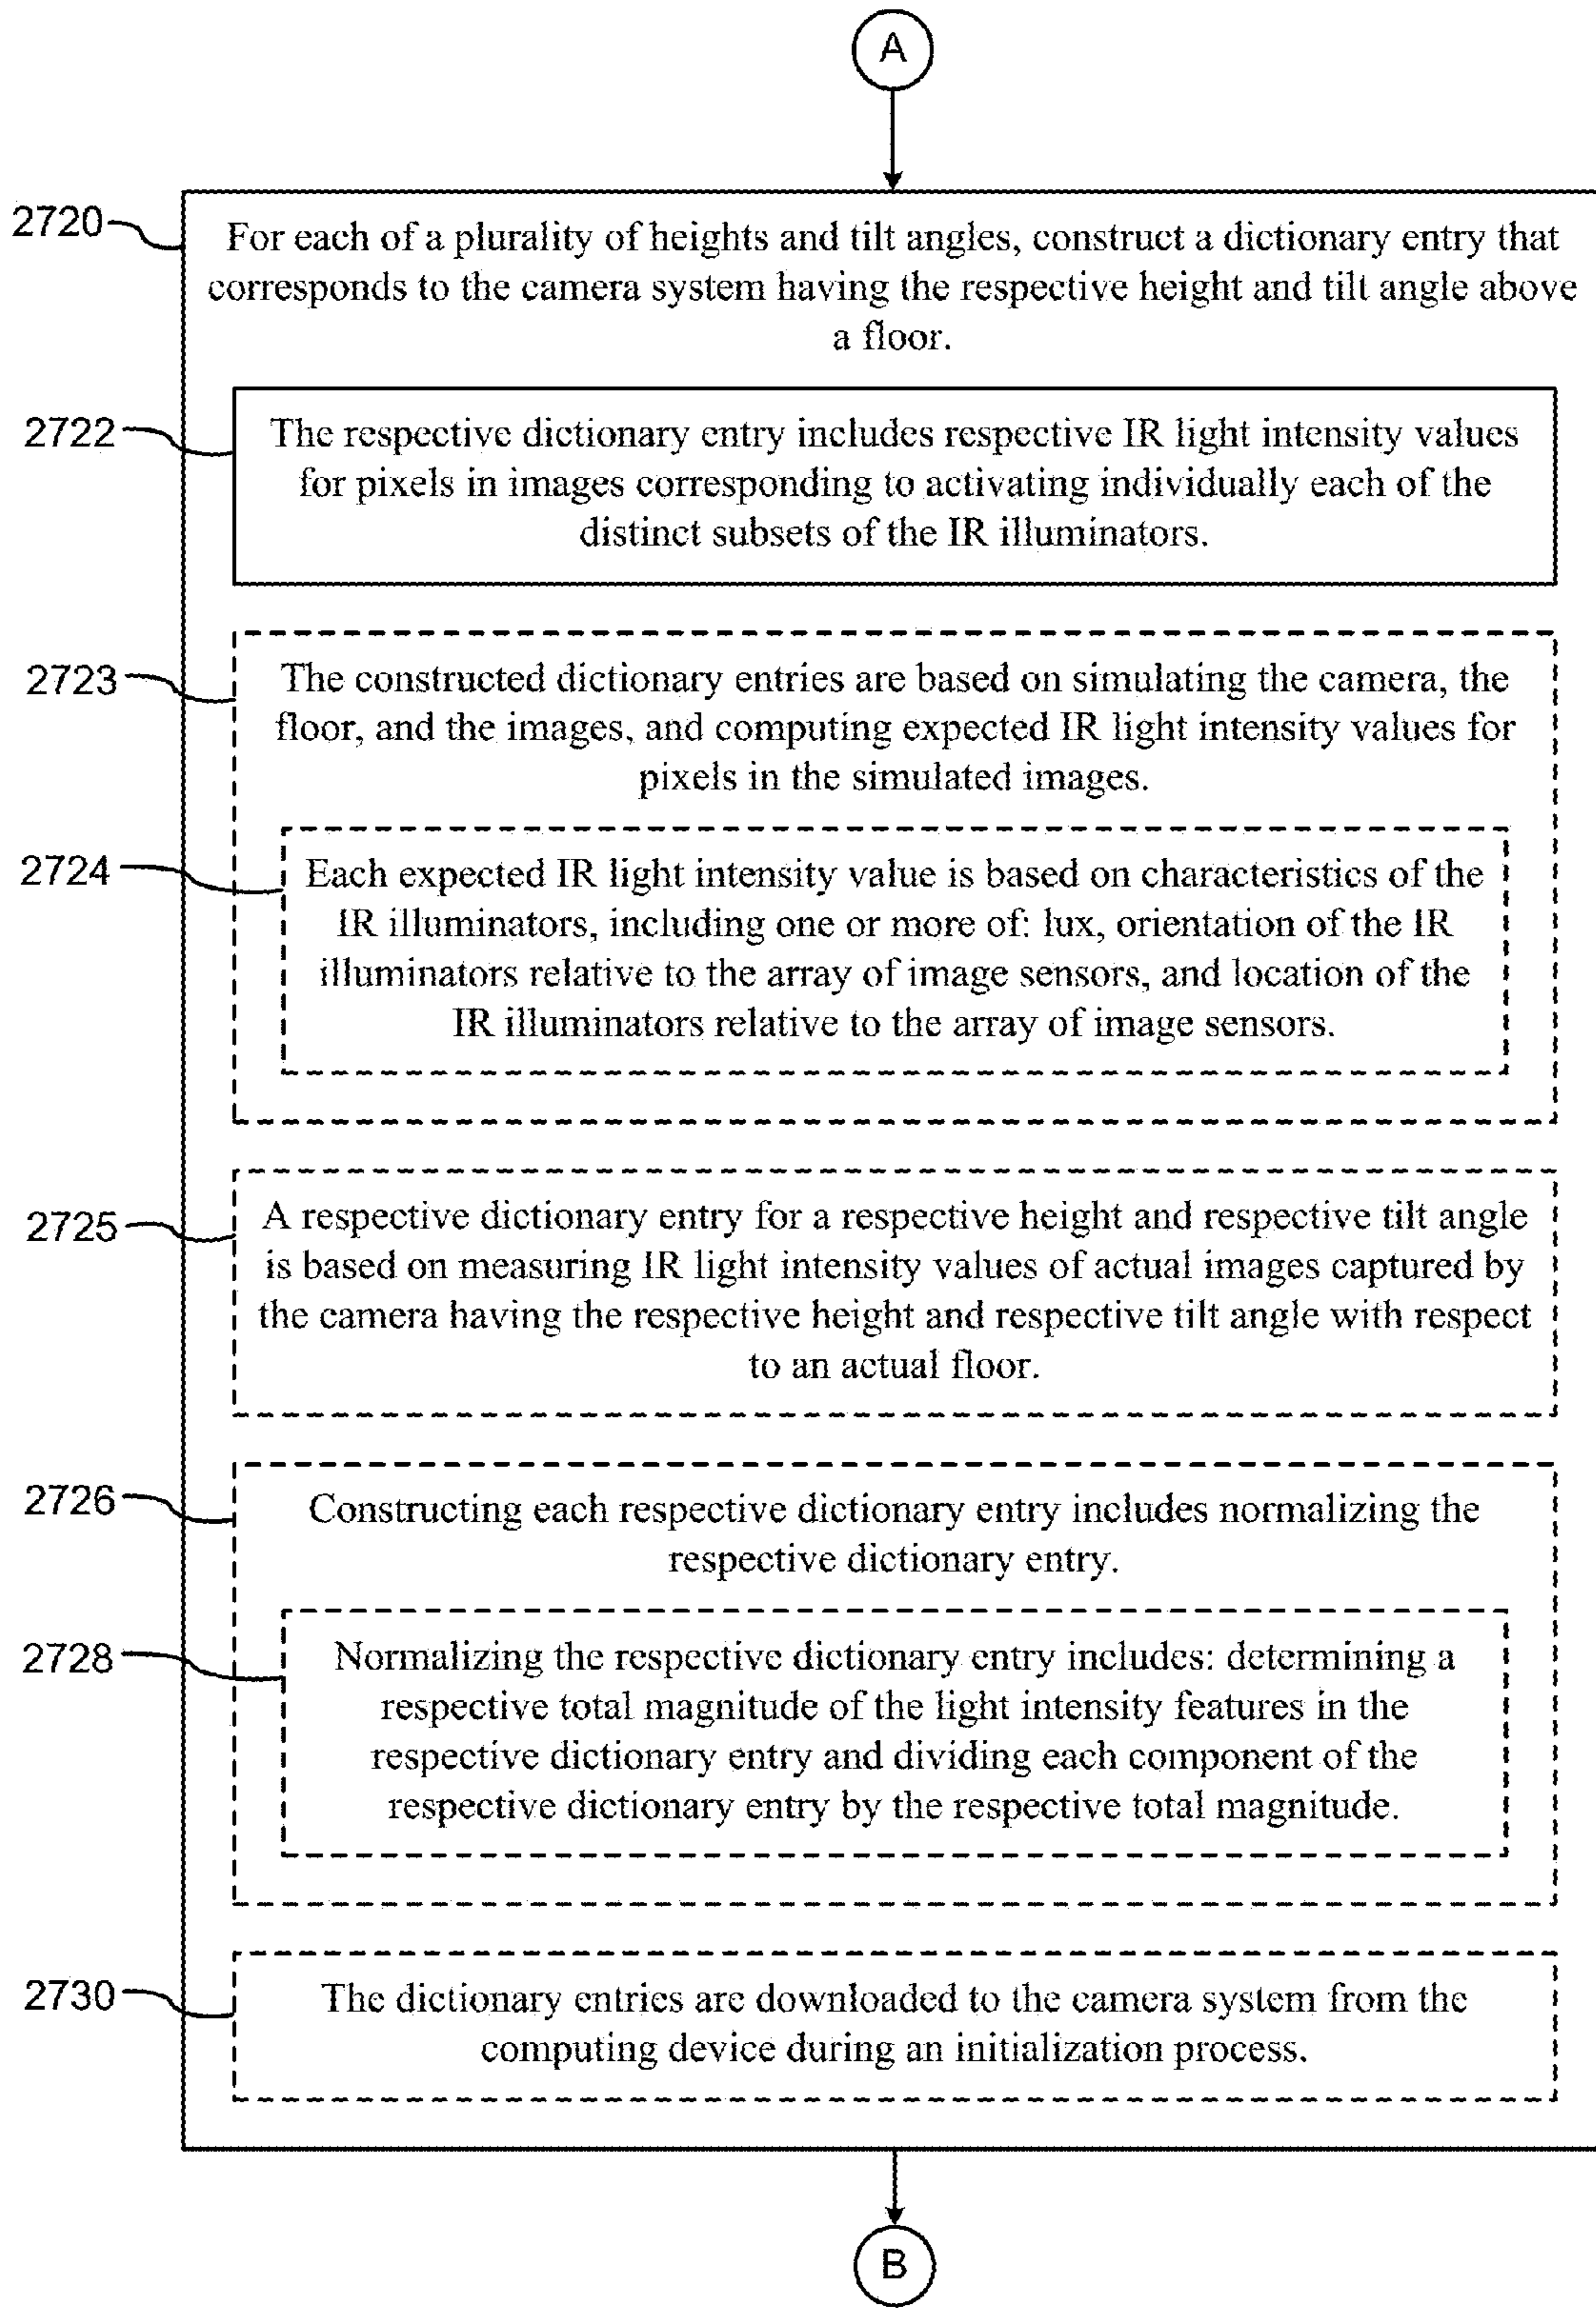 A
2720
For each of a plurality of heights and tilt angles, construct a dictionary entry that
corresponds to the camera system having the respective height and tilt angle above
a floor.
2722
The respective dictionary entry includes respective IR light intensity values
for pixels in images corresponding to activating individually each of the
distinct subsets of the IR illuminators.
2723
The constructed dictionary entries are based on simulating the camera, the
floor, and the images, and computing expected IR light intensity values for
pixels in the simulated images.
2724
Each expected IR light intensity value is based on characteristics of the
IR illuminators, including one or more of: lux, orientation of the IR
illuminators relative to the array of image sensors, and location of the
IR illuminators relative to the array of image sensors.
2725
A respective dictionary entry for a respective height and respective tilt angle
is based on measuring IR light intensity values of actual images captured by
the camera having the respective height and respective tilt angle with respect
to an actual floor.
2726
Constructing each respective dictionary entry includes normalizing the
respective dictionary entry.
2728
Normalizing the respective dictionary entry includes: determining a
respective total magnitude of the light intensity features in the
respective dictionary entry and dividing each component of the
respective dictionary entry by the respective total magnitude.
2730
The dictionary entries are downloaded to the camera system from the
computing device during an initialization process.
B